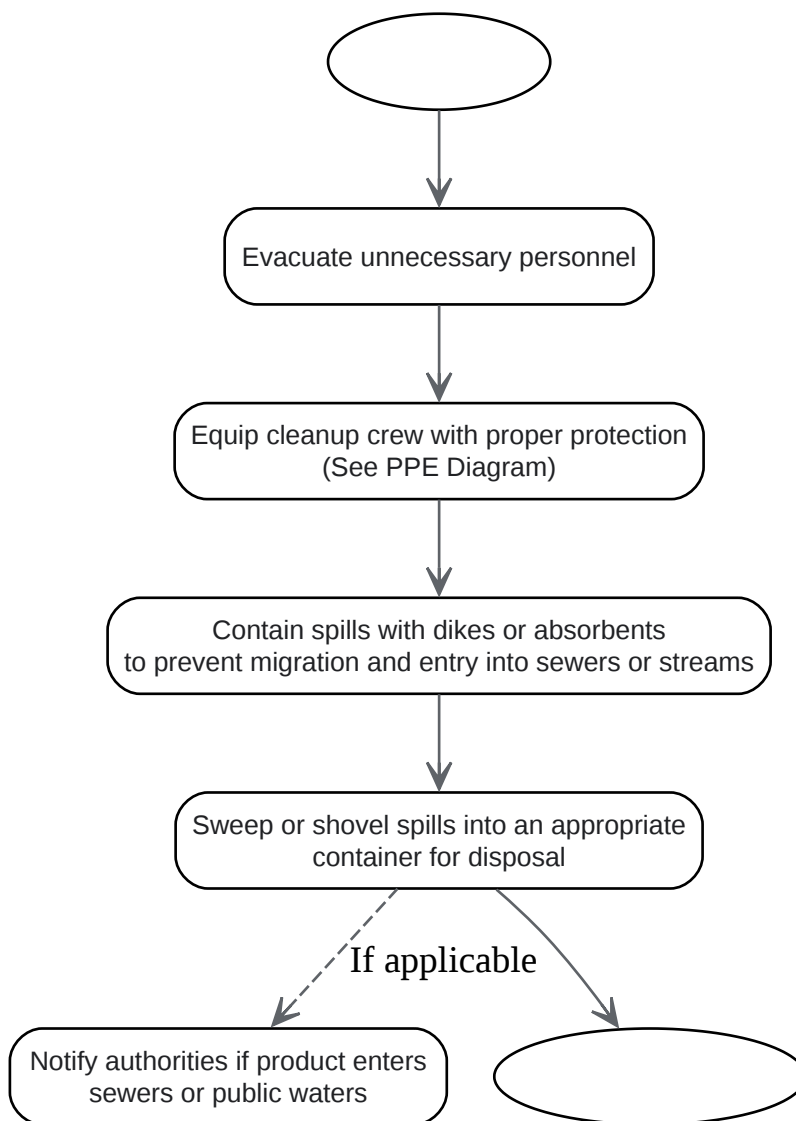 Evacuate unnecessary personnel
Equip cleanup crew with proper protection
(See PPE Diagram)
Contain spills with dikes or absorbents
to prevent migration and entry into sewers or streams
Sweep or shovel spills into an appropriate
container for disposal
If applicable
Notify authorities if product enters
sewers or public waters